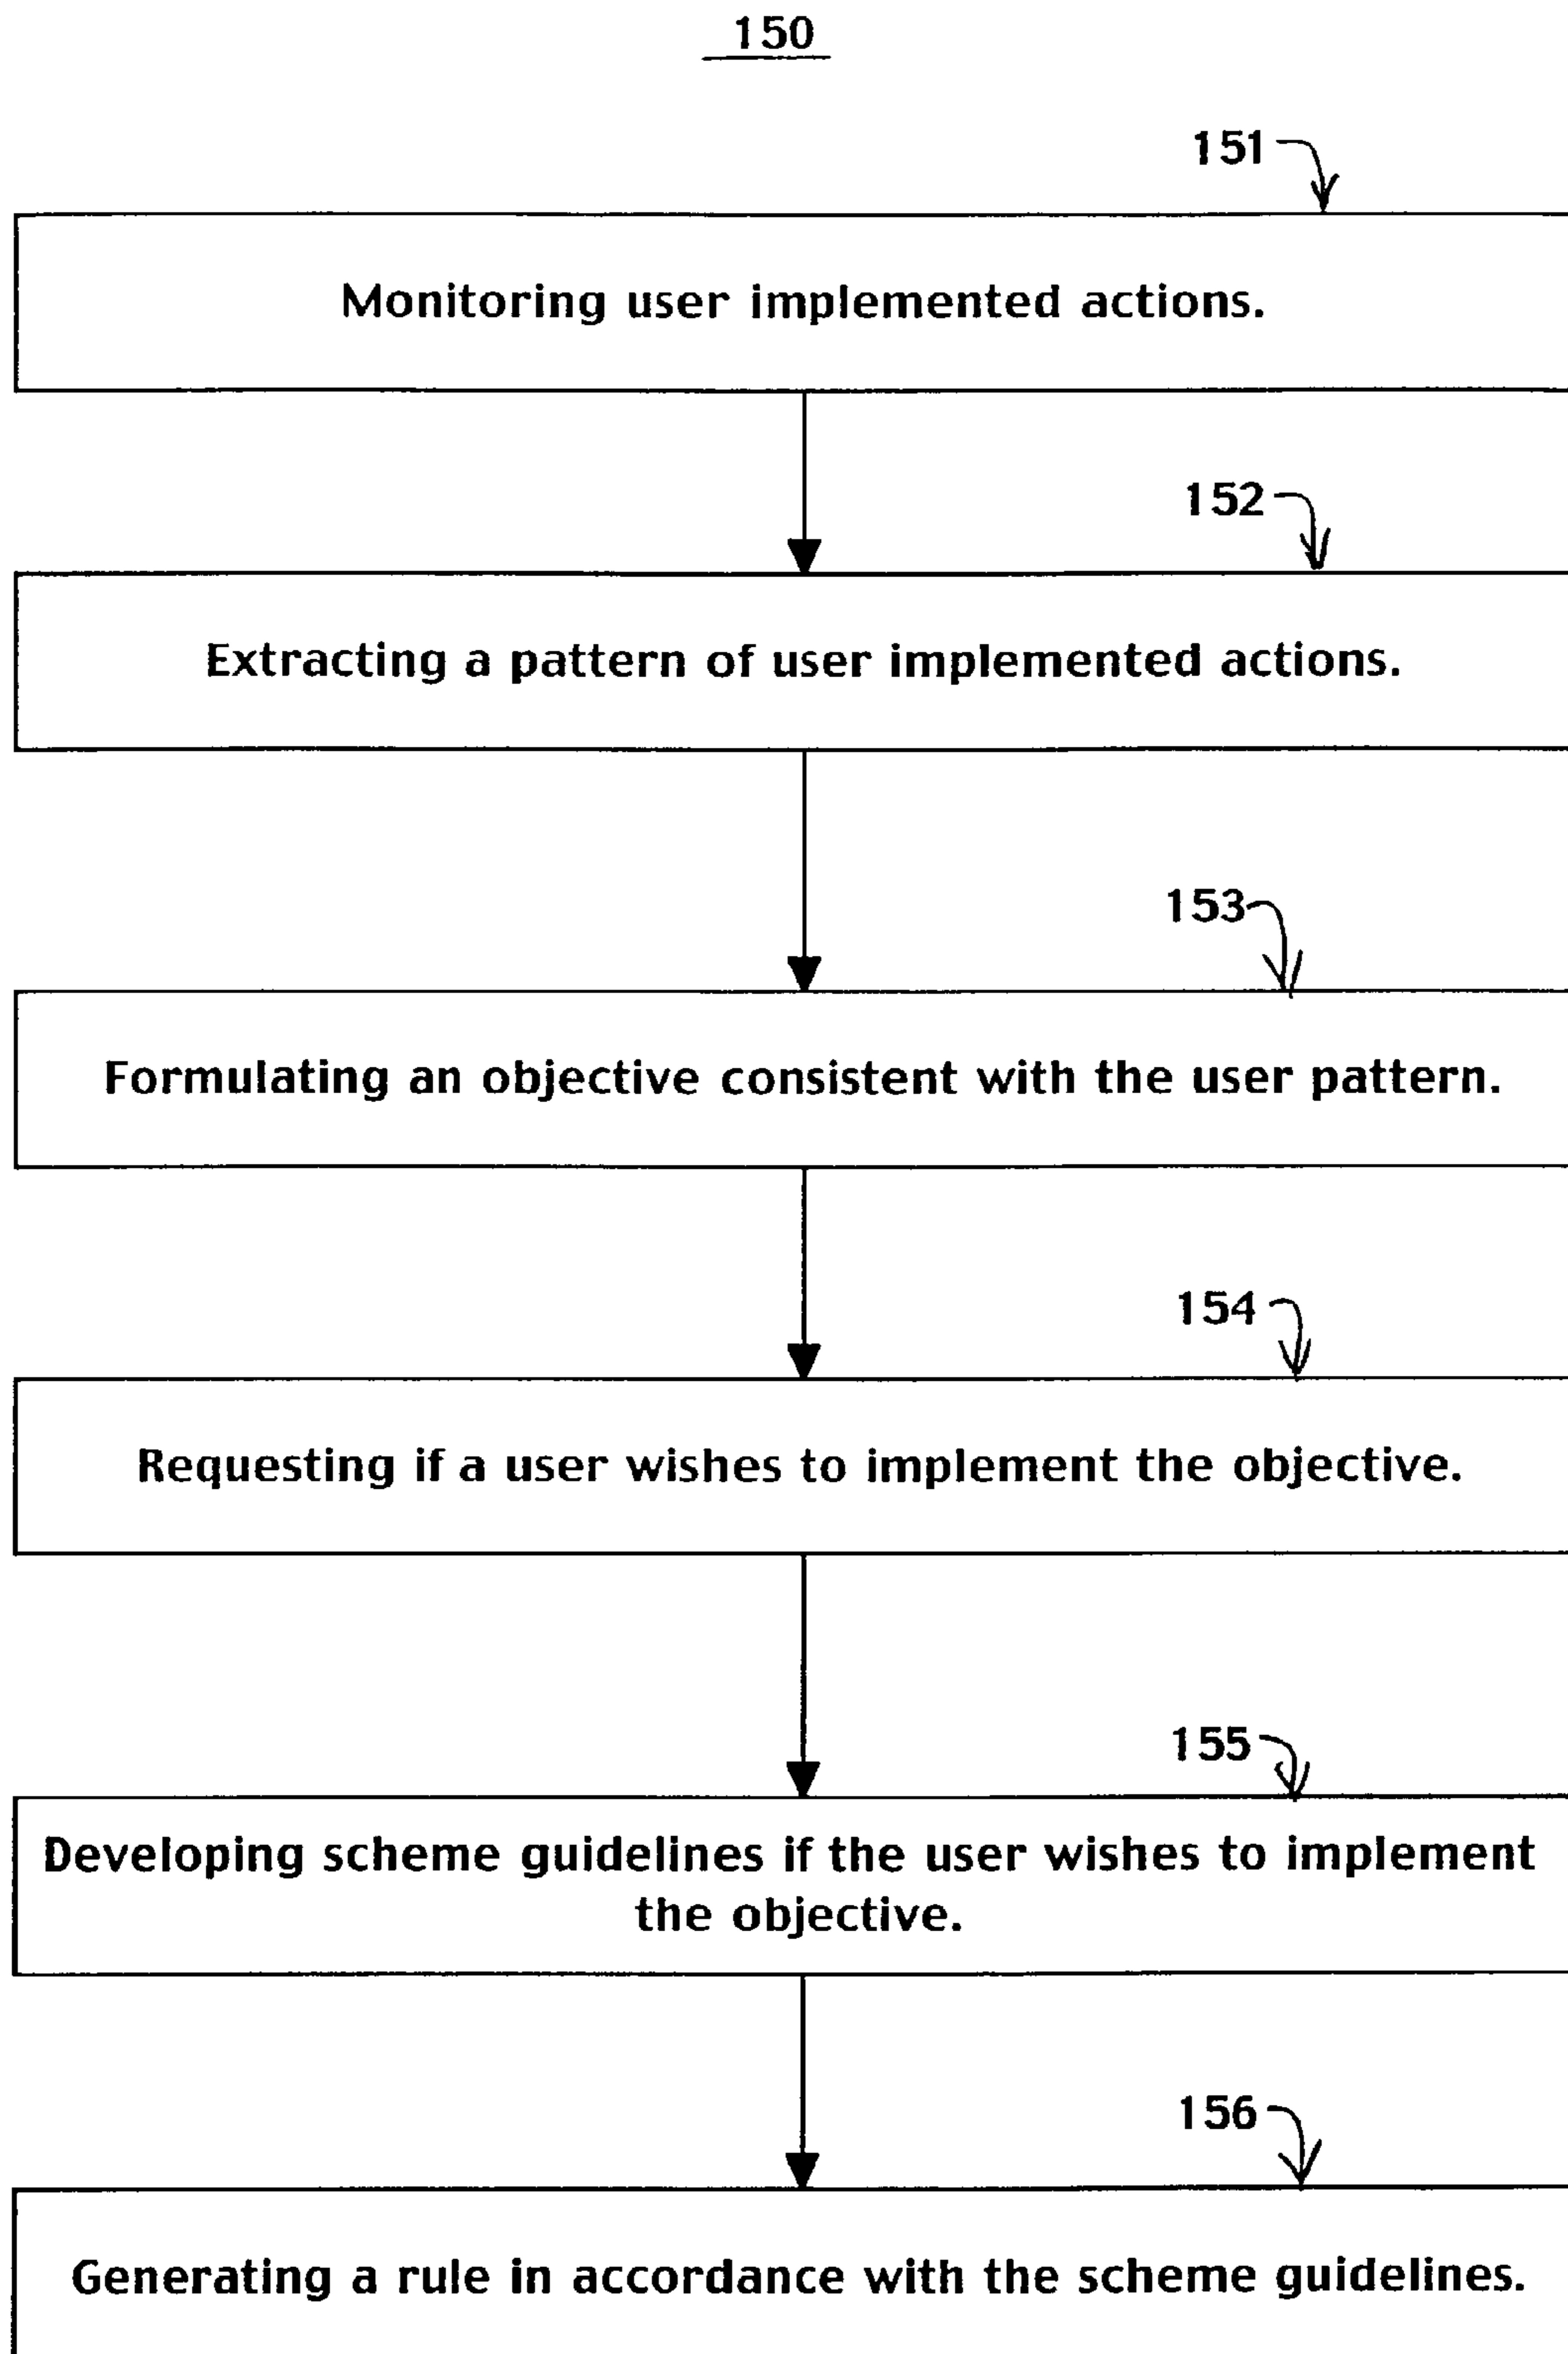 150
151
Monitoring user implemented actions.
152
Extracting a pattern of user implemented actions.
153
Formulating an objective consistent with the user pattern.
154
Requesting if a user wishes to implement the objective.
155
Developing scheme guidelines if the user wishes to implement
the objective.
156
Generating a rule in accordance with the scheme guidelines.